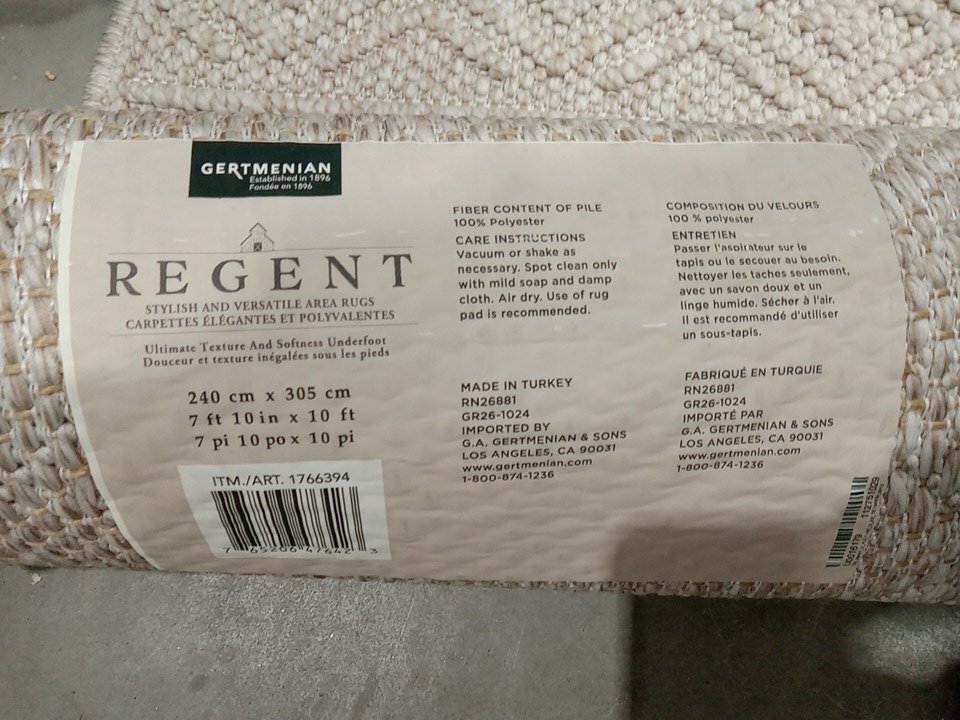 GERTMENIAN
Established in 1896
Fondée en 1896
REGENT
STYLISH AND VERSATILE AREA RUGS
CARPETTES ÉLÉGANTES ET POLYVALENTES
Ultimate Texture And Softness Underfoot
Douceur et texture inégalées sous les pieds
240 cm x 305 cm
7 ft 10 in x 10 ft
7 pi 10 po x 10 pi
ITM./ART. 1766394
7 65206 47642 3
FIBER CONTENT OF PILE
100% Polyester
CARE INSTRUCTIONS
Vacuum or shake as
necessary. Spot clean only
with mild soap and damp
cloth. Air dry. Use of rug
pad is recommended.
MADE IN TURKEY
RN26881
GR26-1024
IMPORTED BY
G.A. GERTMENIAN & SONS
LOS ANGELES, CA 90031
www.gertmenian.com
1-800-874-1236
COMPOSITION DU VELOURS
100 % polyester
ENTRETIEN
Passer l'aspirateur sur le
tapis ou le secouer au besoin.
Nettoyer les taches seulement,
avec un savon doux et un
linge humide. Sécher à l'air.
Il est recommandé d'utiliser
un sous-tapis.
FABRIQUÉ EN TURQUIE
RN26881
GR26-1024
IMPORTÉ PAR
G.A. GERTMENIAN & SONS
LOS ANGELES, CA 90031
www.gertmenian.com
1-800-874-1236